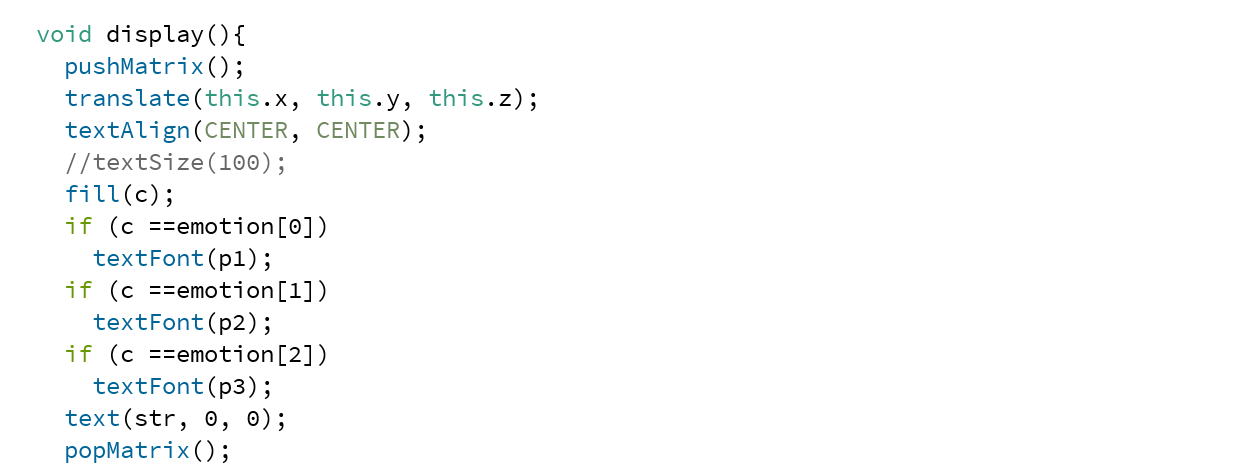 void display(){
  pushMatrix();
  translate(this.x, this.y, this.z);
  textAlign(CENTER, CENTER);
  //textSize(100);
  fill(c);
  if (c ==emotion[0])
    textFont(p1);
  if (c ==emotion[1])
    textFont(p2);
  if (c ==emotion[2])
    textFont(p3);
  text(str, 0, 0);
  popMatrix();